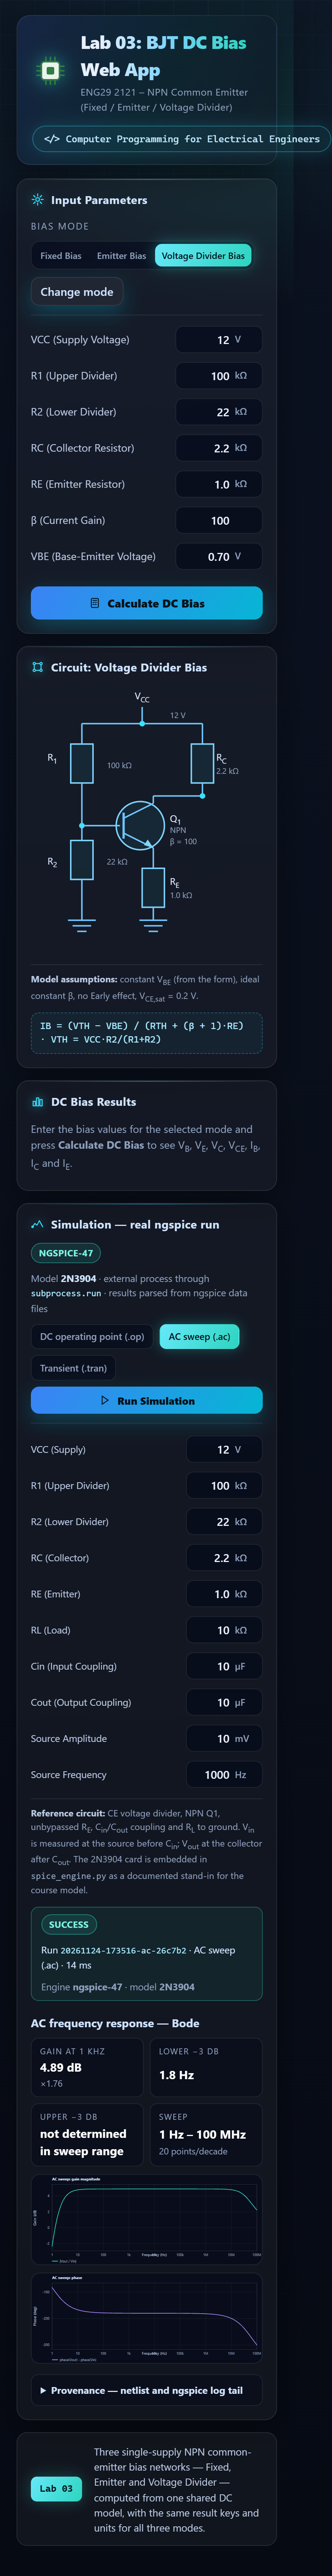 Lab 03: BJT DC Bias
Web App
ENG29 2121 – NPN Common Emitter
(Fixed / Emitter / Voltage Divider)
</> Computer Programming for Electrical Engineers
Input Parameters
BIAS MODE
Fixed Bias Emitter Bias Voltage Divider Bias
Change mode
VCC (Supply Voltage) 12 V
R1 (Upper Divider) 100 kΩ
R2 (Lower Divider) 22 kΩ
RC (Collector Resistor) 2.2 kΩ
RE (Emitter Resistor) 1.0 kΩ
β (Current Gain) 100
VBE (Base-Emitter Voltage) 0.70 V
Calculate DC Bias
Circuit: Voltage Divider Bias
VCC
12 V
R1 100 kΩ RC 2.2 kΩ
Q1
NPN
β = 100
R2 22 kΩ
RE
1.0 kΩ
Model assumptions: constant VBE (from the form), ideal
constant β, no Early effect, VCE,sat = 0.2 V.
IB = (VTH − VBE) / (RTH + (β + 1)·RE)
· VTH = VCC·R2/(R1+R2)
DC Bias Results
Enter the bias values for the selected mode and
press Calculate DC Bias to see VB, VE, VC, VCE, IB,
IC and IE.
Simulation — real ngspice run
NGSPICE-47
Model 2N3904 · external process through
subprocess.run · results parsed from ngspice data
files
DC operating point (.op) AC sweep (.ac)
Transient (.tran)
Run Simulation
VCC (Supply) 12 V
R1 (Upper Divider) 100 kΩ
R2 (Lower Divider) 22 kΩ
RC (Collector) 2.2 kΩ
RE (Emitter) 1.0 kΩ
RL (Load) 10 kΩ
Cin (Input Coupling) 10 µF
Cout (Output Coupling) 10 µF
Source Amplitude 10 mV
Source Frequency 1000 Hz
Reference circuit: CE voltage divider, NPN Q1,
unbypassed RE, Cin/Cout coupling and RL to ground. Vin
is measured at the source before Cin; Vout at the collector
after Cout. The 2N3904 card is embedded in
spice_engine.py as a documented stand-in for the
course model.
SUCCESS
Run 20261124-173516-ac-26c7b2 · AC sweep
(.ac) · 14 ms
Engine ngspice-47 · model 2N3904
AC frequency response — Bode
GAIN AT 1 KHZ
4.89 dB
×1.76
LOWER −3 DB
1.8 Hz
UPPER −3 DB
not determined
in sweep range
SWEEP
1 Hz – 100 MHz
20 points/decade
AC sweep: gain magnitude
AC sweep: phase
Provenance — netlist and ngspice log tail
Lab 03
Three single-supply NPN common-
emitter bias networks — Fixed,
Emitter and Voltage Divider —
computed from one shared DC
model, with the same result keys and
units for all three modes.